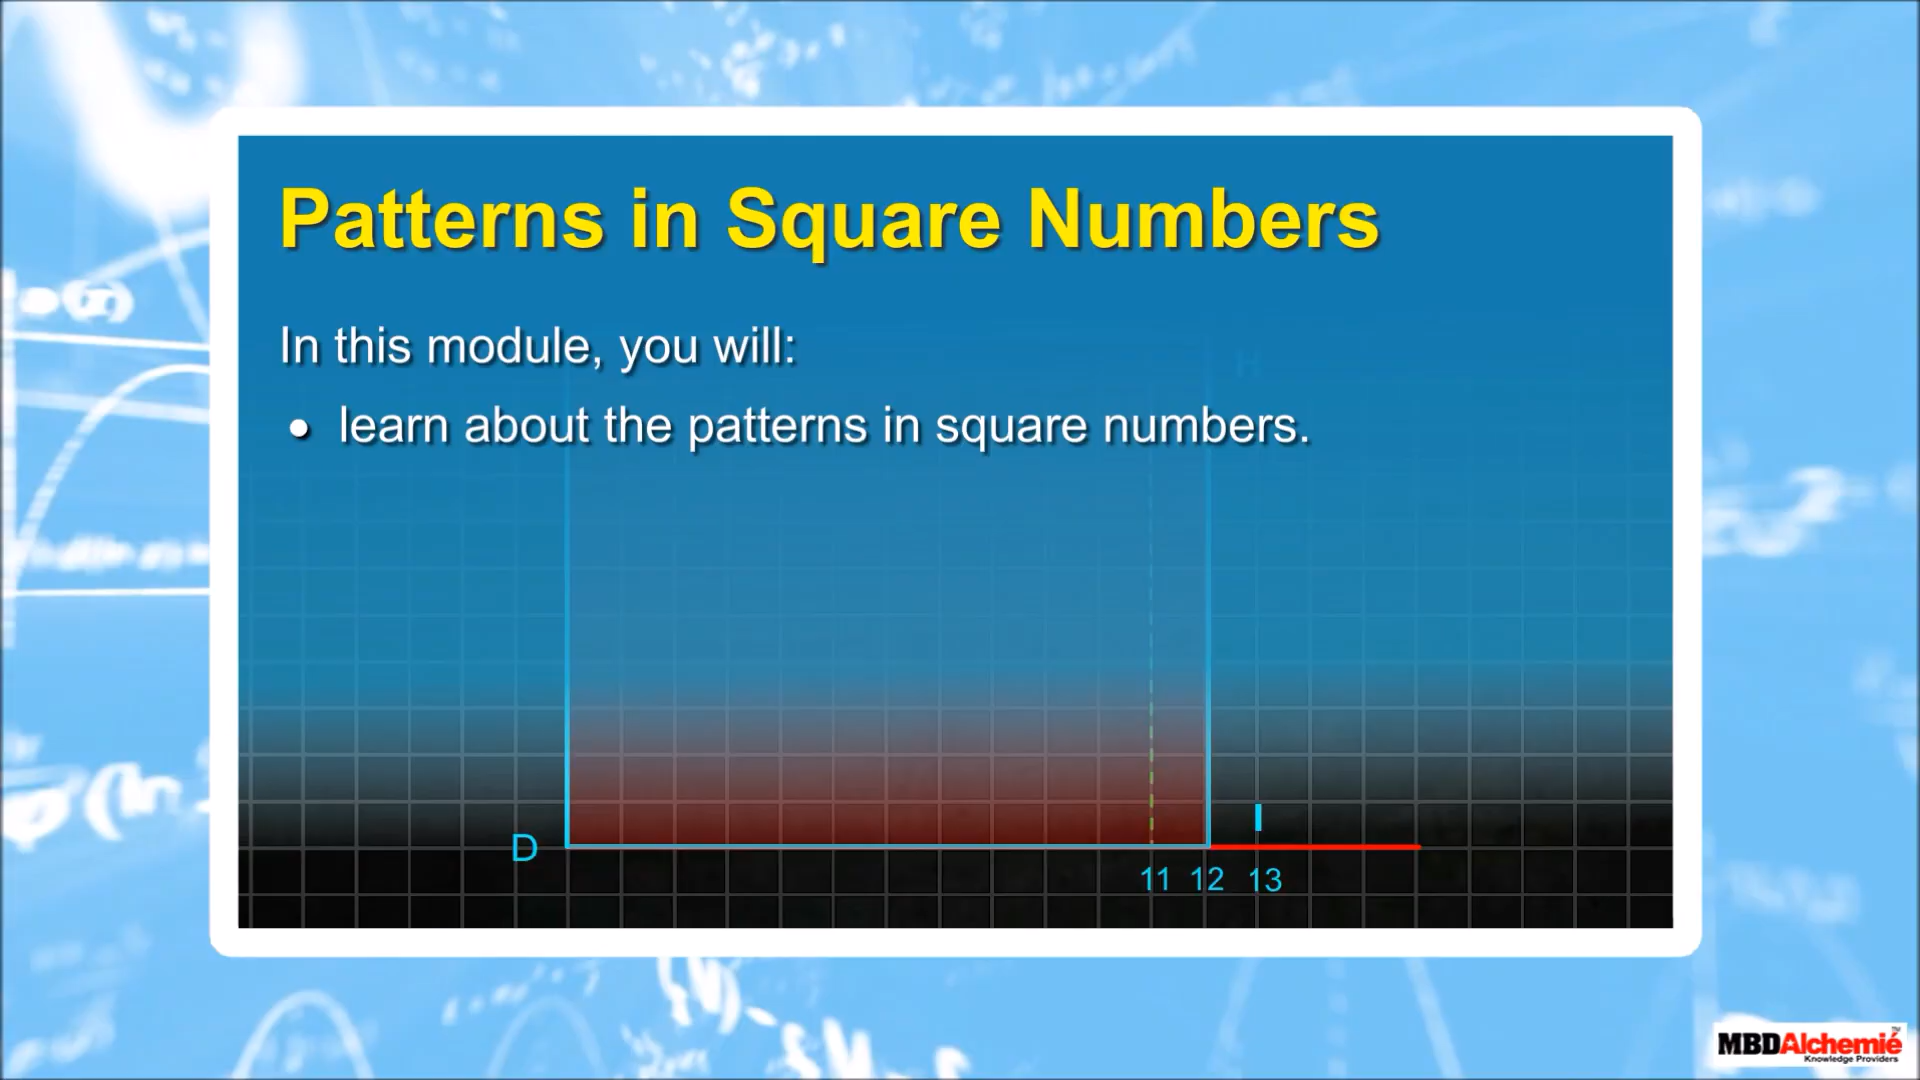 Patterns in Square Numbers
In this module, you will:
• learn about the patterns in square numbers.
H
D
I
11 12 13
MBDAlchemié™
Knowledge Providers